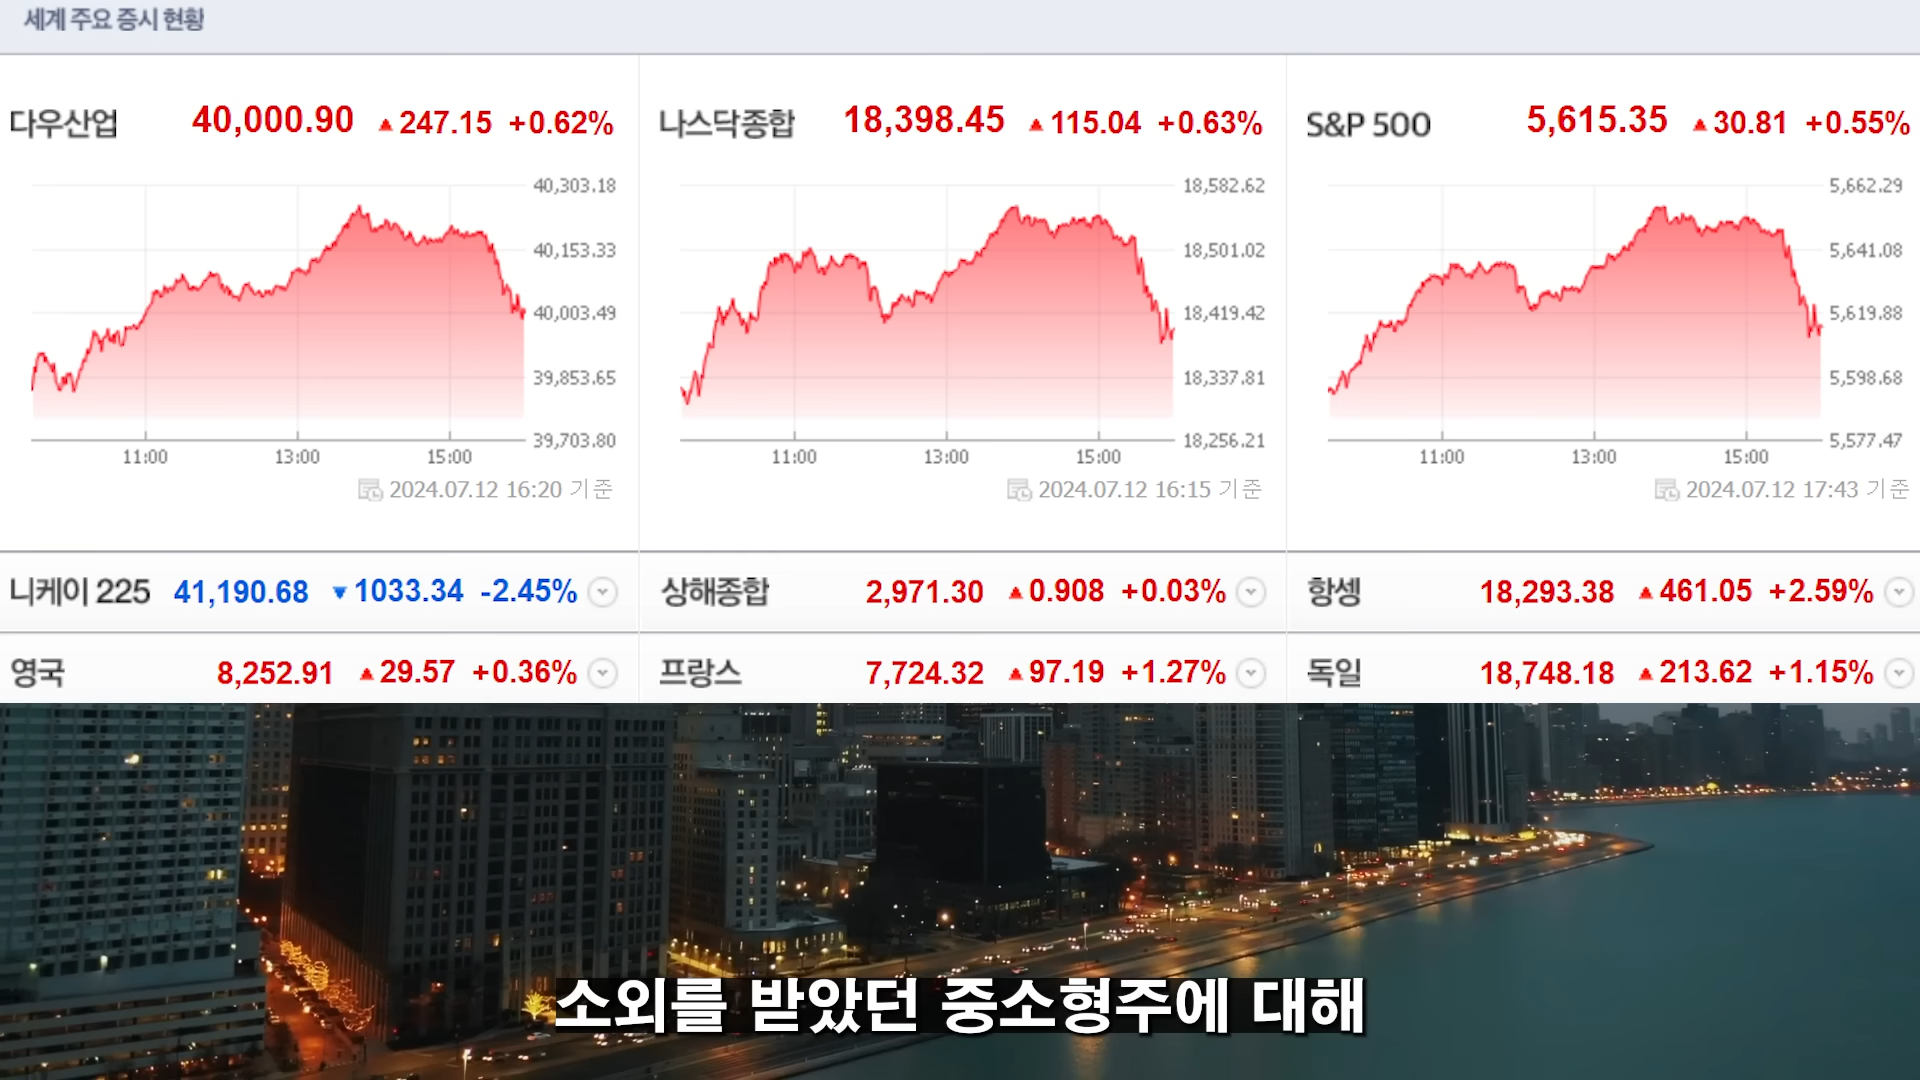 세계 주요 증시 현황
다우산업 40,000.90 ▲247.15 +0.62%
40,303.18
40,153.33
40,003.49
39,853.65
39,703.80
11:00 13:00 15:00
2024.07.12 16:20 기준
나스닥종합 18,398.45 ▲115.04 +0.63%
18,582.62
18,501.02
18,419.42
18,337.81
18,256.21
11:00 13:00 15:00
2024.07.12 16:15 기준
S&P 500 5,615.35 ▲30.81 +0.55%
5,662.29
5,641.08
5,619.88
5,598.68
5,577.47
11:00 13:00 15:00
2024.07.12 17:43 기준
니케이 225 41,190.68 ▼1033.34 -2.45%
상해종합 2,971.30 ▲0.908 +0.03%
항셍 18,293.38 ▲461.05 +2.59%
영국 8,252.91 ▲29.57 +0.36%
프랑스 7,724.32 ▲97.19 +1.27%
독일 18,748.18 ▲213.62 +1.15%
소외를 받았던 중소형주에 대해